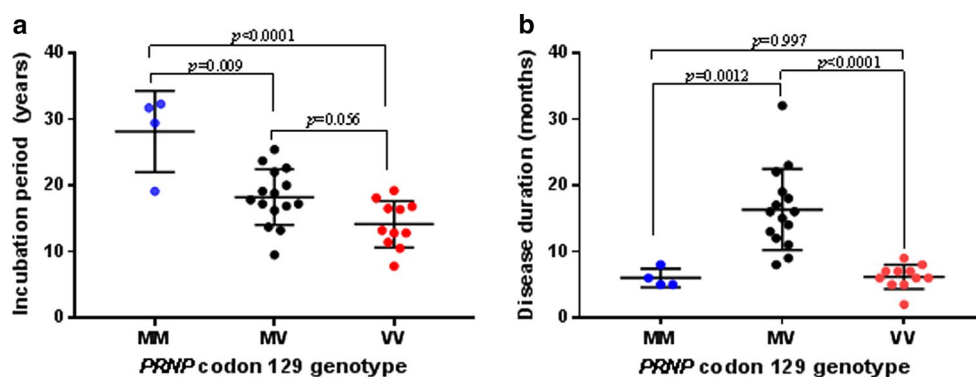 a
p<0.0001
p=0.009
p=0.056
Incubation period (years)
40
30
20
10
0
MM
MV
VV
PRNP codon 129 genotype
b
p=0.997
p=0.0012
p<0.0001
Disease duration (months)
40
30
20
10
0
MM
MV
VV
PRNP codon 129 genotype